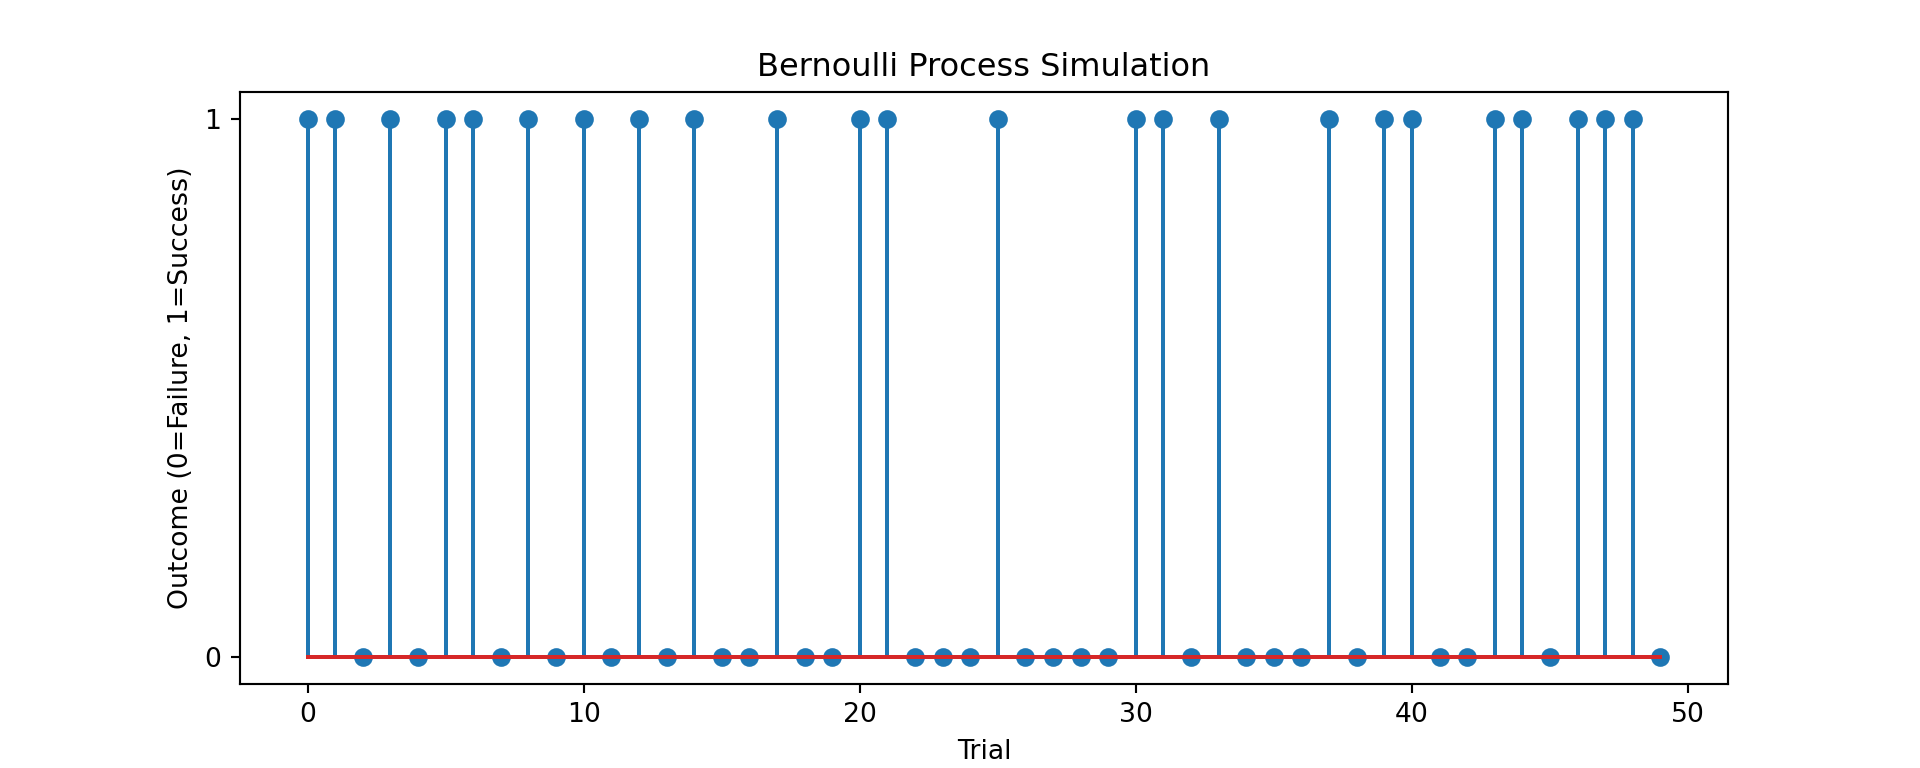 Bernoulli Process Simulation
Outcome (0=Failure, 1=Success)
1
0
0 10 20 30 40 50
Trial